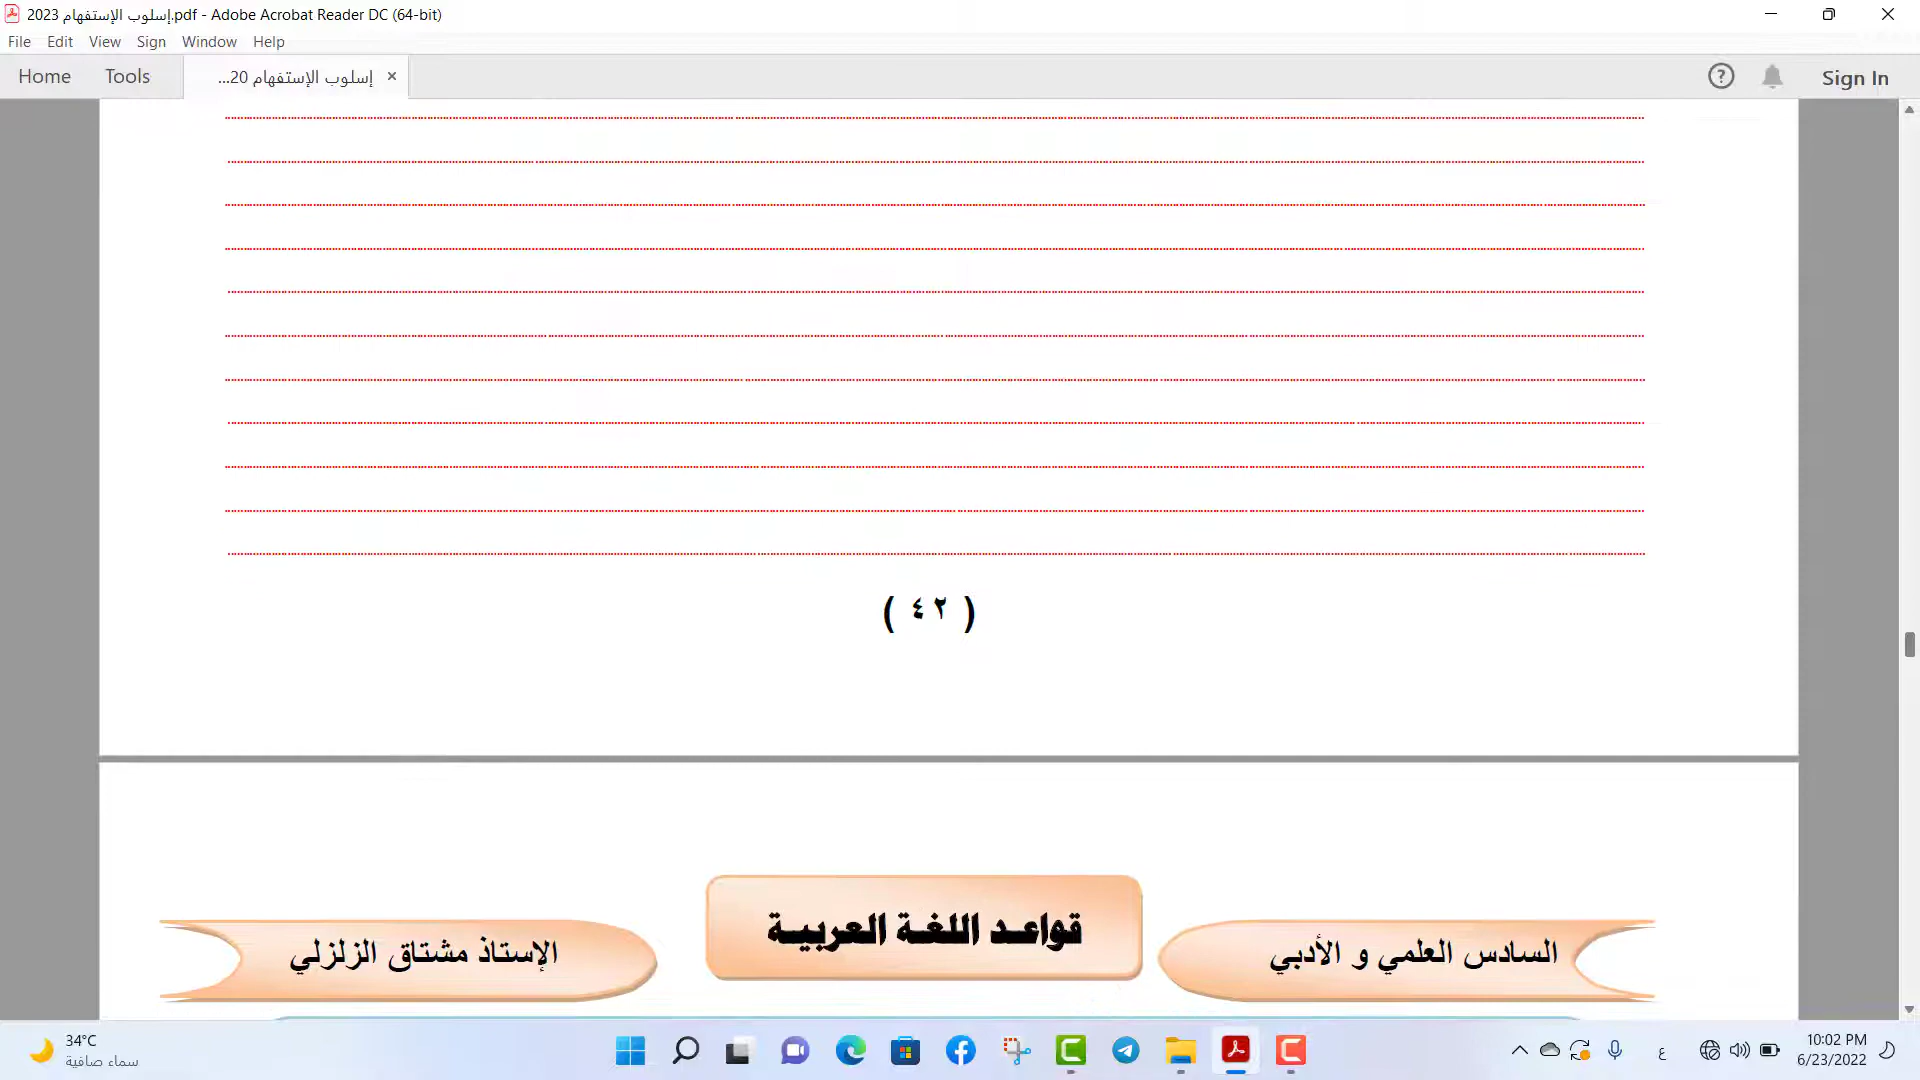 إسلوب الإستفهام 2023.pdf - Adobe Acrobat Reader DC (64-bit)
File Edit View Sign Window Help
Home Tools إسلوب الإستفهام 20... × Sign In
( ٤٢ )
السادس العلمي و الأدبي
قواعد اللغة العربية
الإستاذ مشتاق الزلزلي
34°C
سماء صافية
ع
10:02 PM
6/23/2022